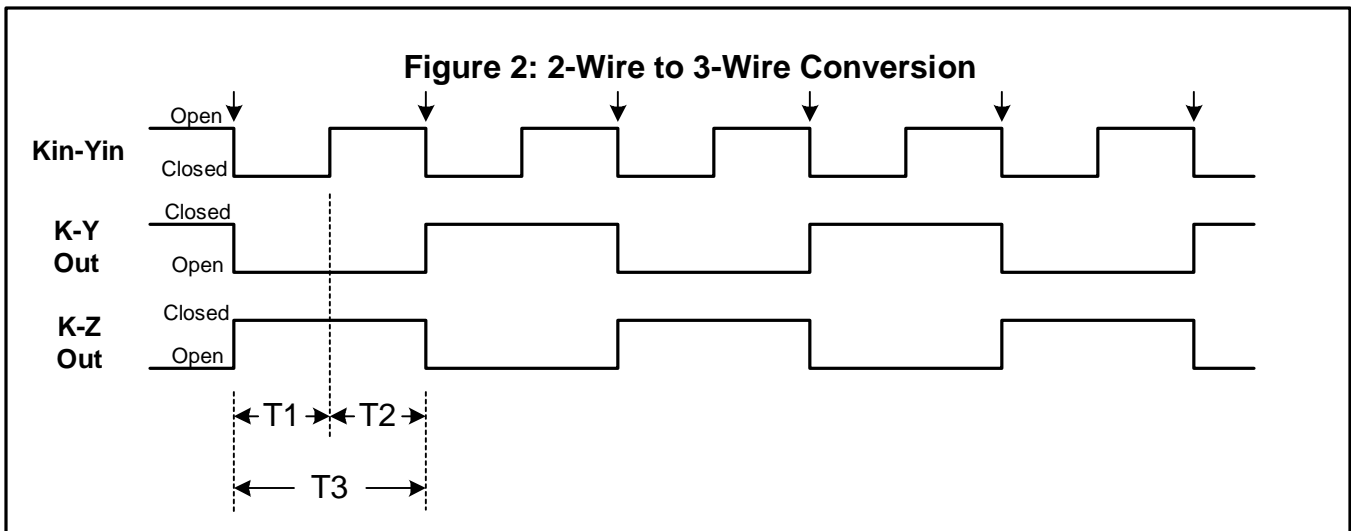 Figure 2: 2-Wire to 3-Wire Conversion
Open
Kin-Yin
Closed
Closed
K-Y
Out
Open
Closed
K-Z
Out
Open
T1
T2
T3